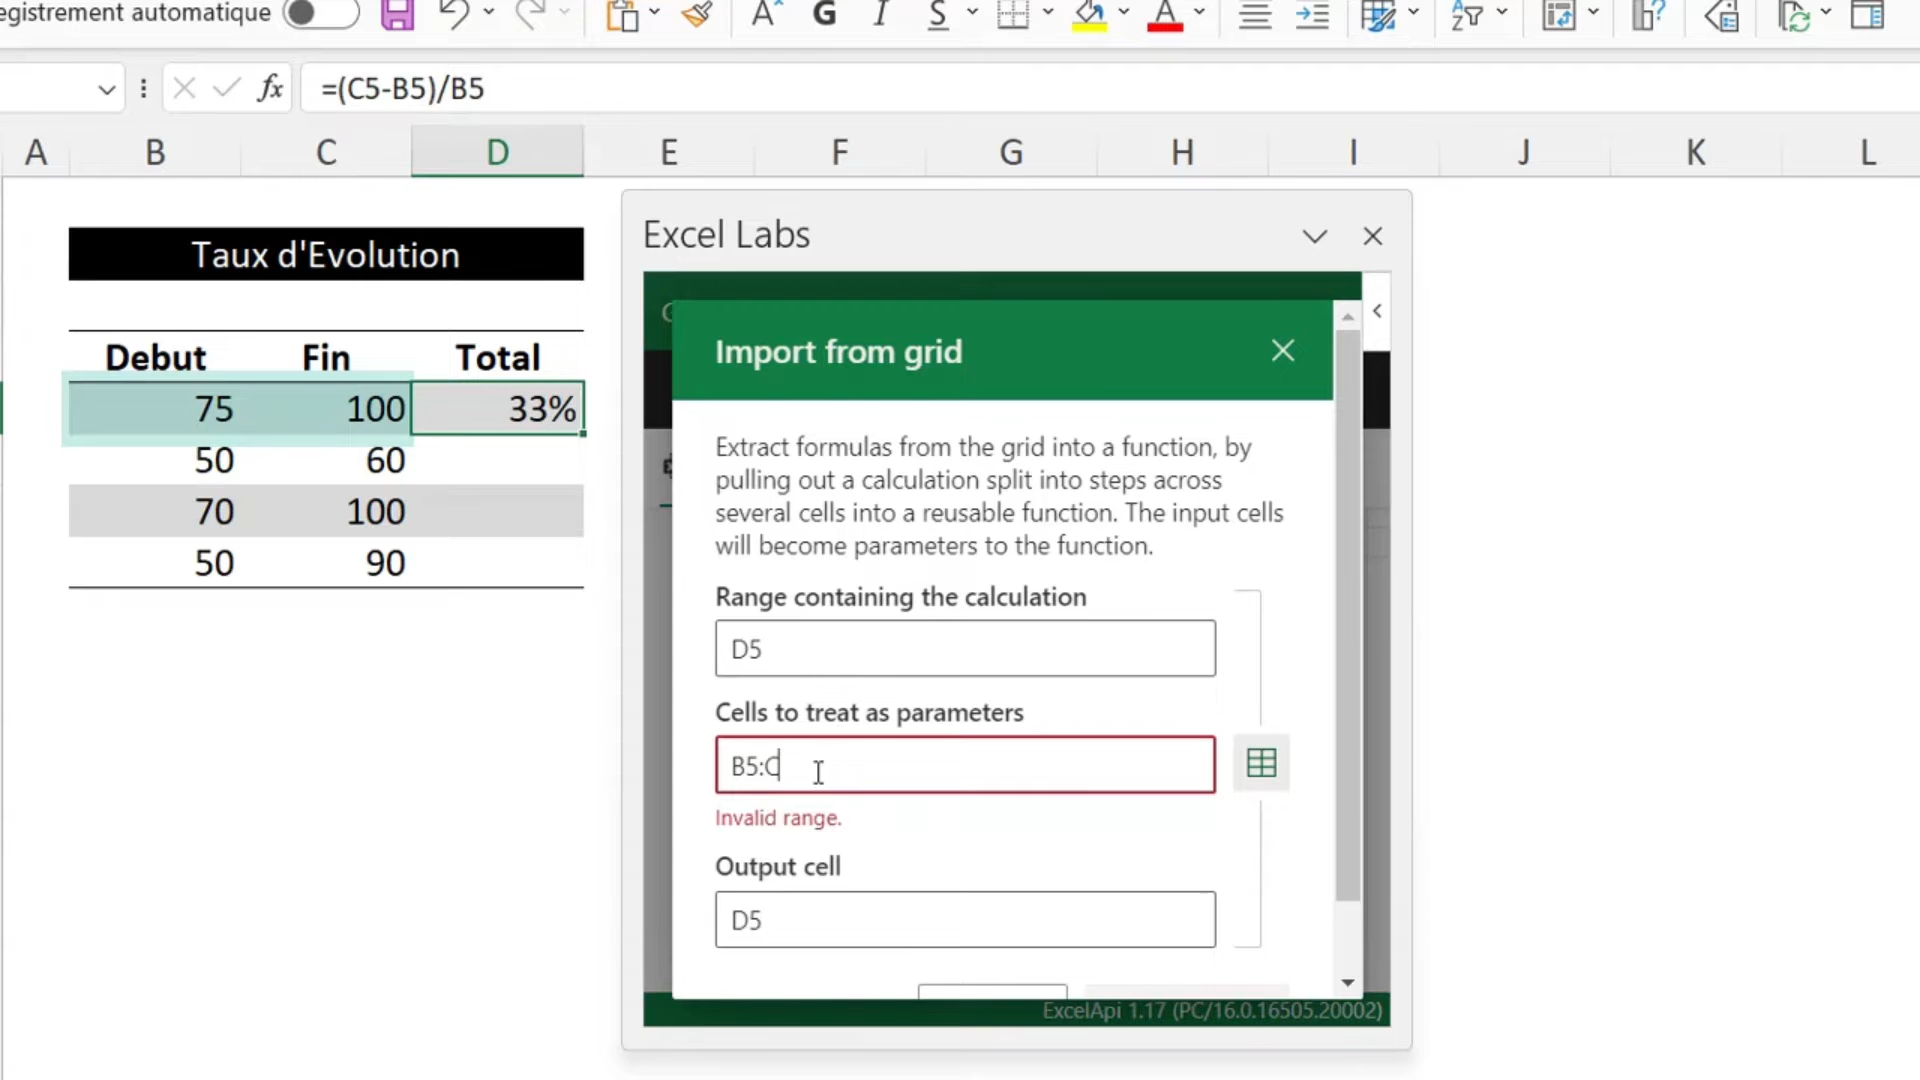 egistrement automatique
G I S
A
=(C5-B5)/B5
A B C D E F G H I J K L
Taux d'Evolution
Excel Labs
Import from grid
Debut Fin Total
75 100 33%
50 60
70 100
50 90
Extract formulas from the grid into a function, by
pulling out a calculation split into steps across
several cells into a reusable function. The input cells
will become parameters to the function.
Range containing the calculation
D5
Cells to treat as parameters
B5:C
Invalid range.
Output cell
D5
ExcelApi 1.17 (PC/16.0.16505.20002)